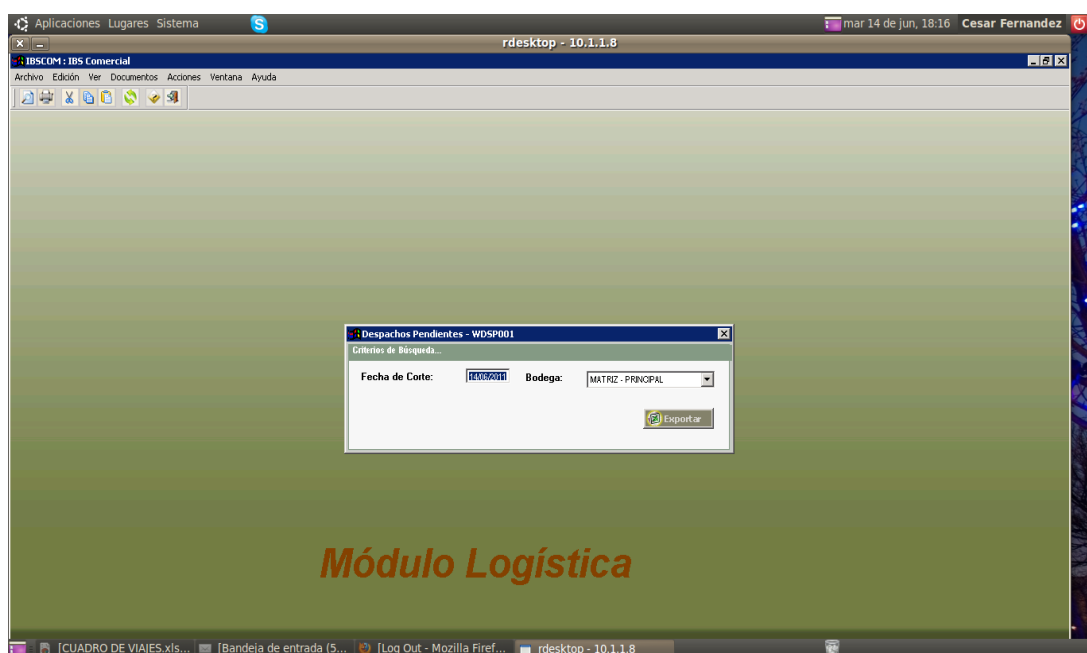 Aplicaciones Lugares Sistema
mar 14 de jun, 18:16 Cesar Fernandez
rdesktop - 10.1.1.8
IBSCOM : IBS Comercial
Archivo Edición Ver Documentos Acciones Ventana Ayuda
Despachos Pendientes - WDSP001
Criterios de Búsqueda...
Fecha de Corte: 14/06/2011 Bodega: MATRIZ - PRINCIPAL
Exportar
Módulo Logística
[CUADRO DE VIAJES.xls... [Bandeja de entrada (5... [Log Out - Mozilla Firef... rdesktop - 10.1.1.8